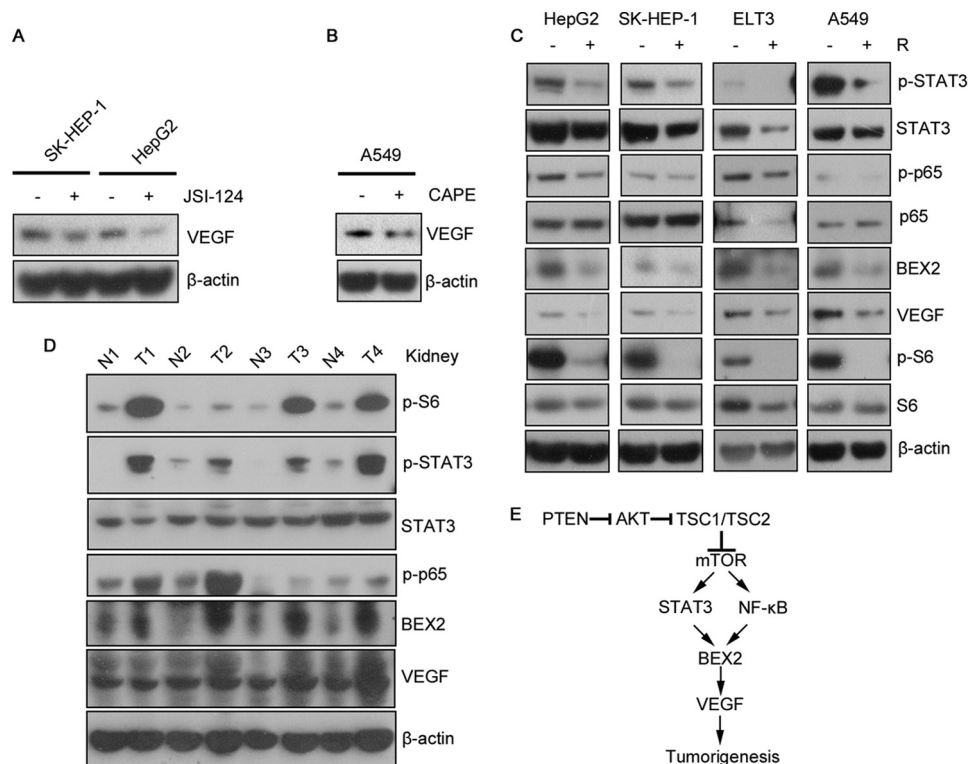 A
SK-HEP-1 HepG2
- + - + JSI-124
VEGF
β-actin
B
A549
- + CAPE
VEGF
β-actin
C
HepG2 SK-HEP-1 ELT3 A549
- + - + - + - + R
p-STAT3
STAT3
p-p65
p65
BEX2
VEGF
p-S6
S6
β-actin
D
N1 T1 N2 T2 N3 T3 N4 T4 Kidney
p-S6
p-STAT3
STAT3
p-p65
BEX2
VEGF
β-actin
E
PTEN AKT TSC1/TSC2
mTOR
STAT3 NF-κB
BEX2
VEGF
Tumorigenesis